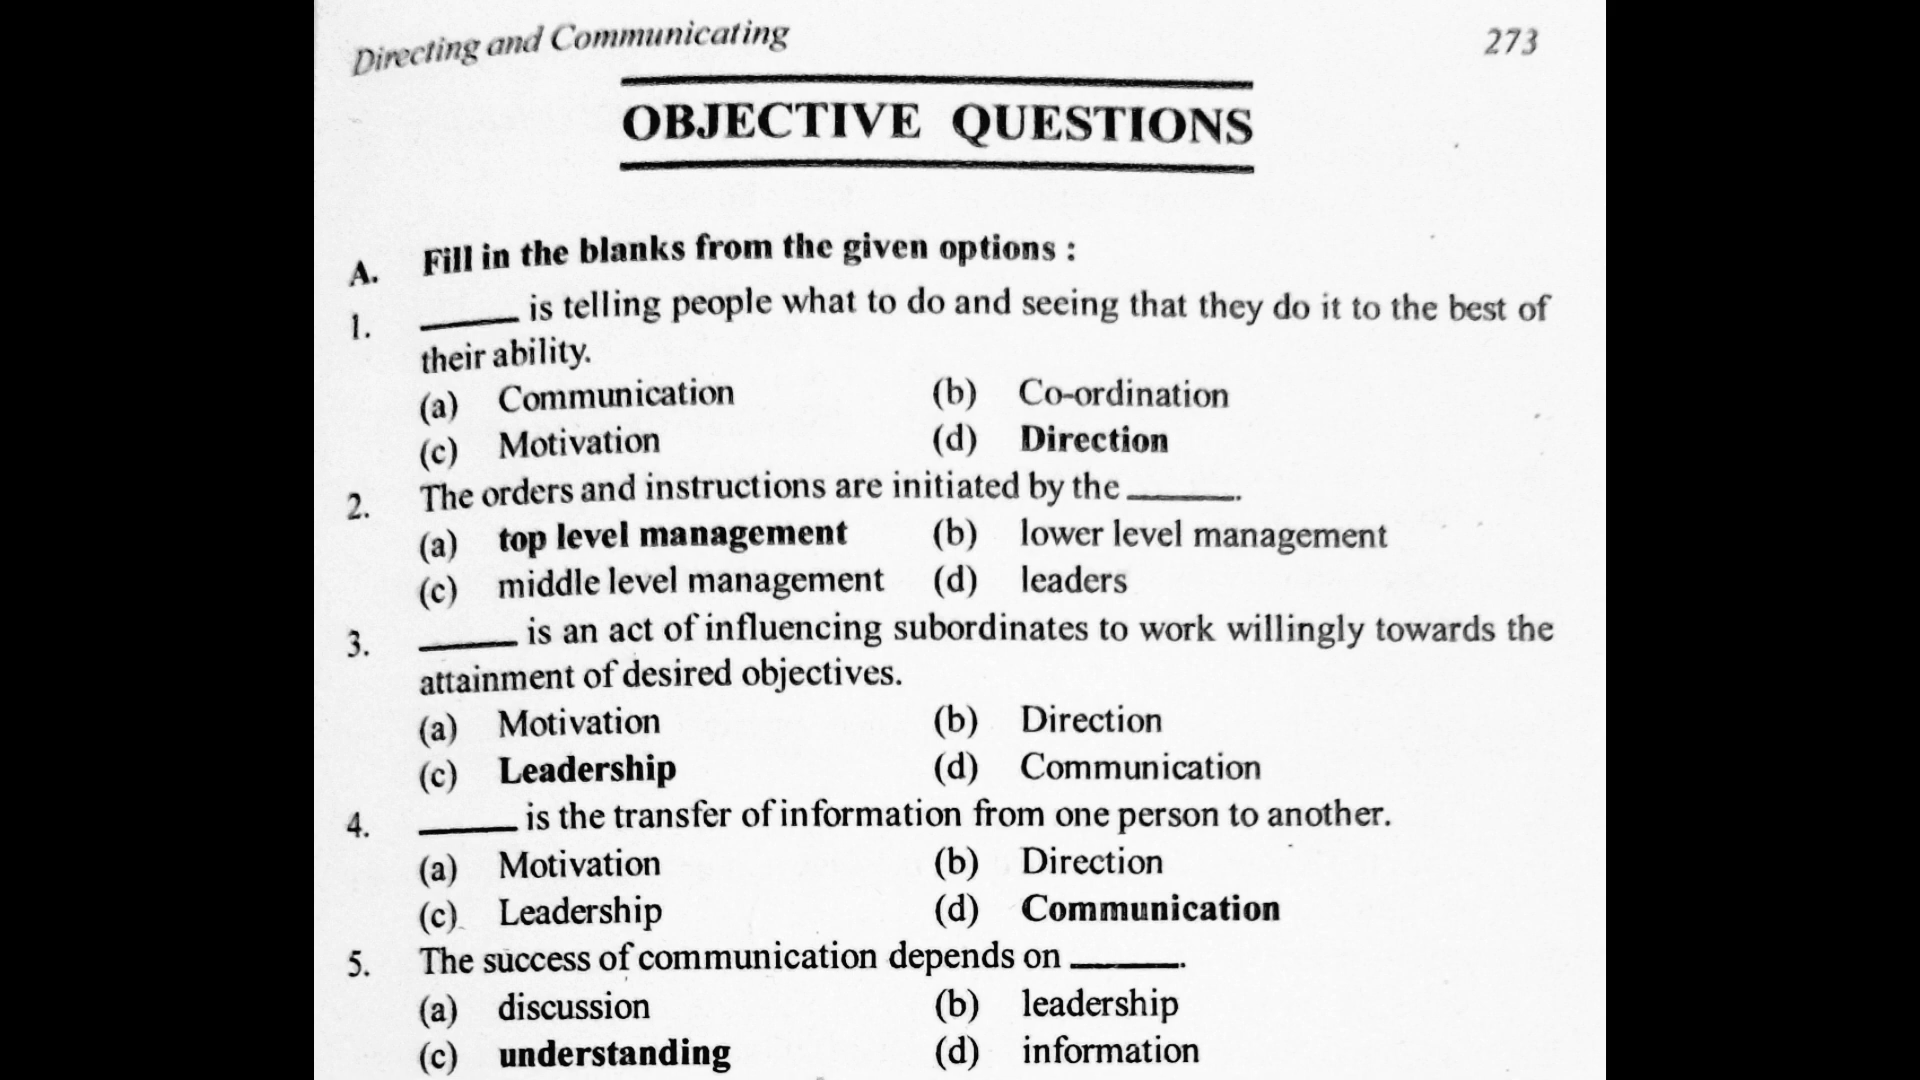 Directing and Communicating 273
OBJECTIVE QUESTIONS
A. Fill in the blanks from the given options :
1. ______ is telling people what to do and seeing that they do it to the best of
their ability.
(a) Communication (b) Co-ordination
(c) Motivation (d) Direction
2. The orders and instructions are initiated by the ______.
(a) top level management (b) lower level management
(c) middle level management (d) leaders
3. ______ is an act of influencing subordinates to work willingly towards the
attainment of desired objectives.
(a) Motivation (b) Direction
(c) Leadership (d) Communication
4. ______ is the transfer of information from one person to another.
(a) Motivation (b) Direction
(c) Leadership (d) Communication
5. The success of communication depends on ______.
(a) discussion (b) leadership
(c) understanding (d) information